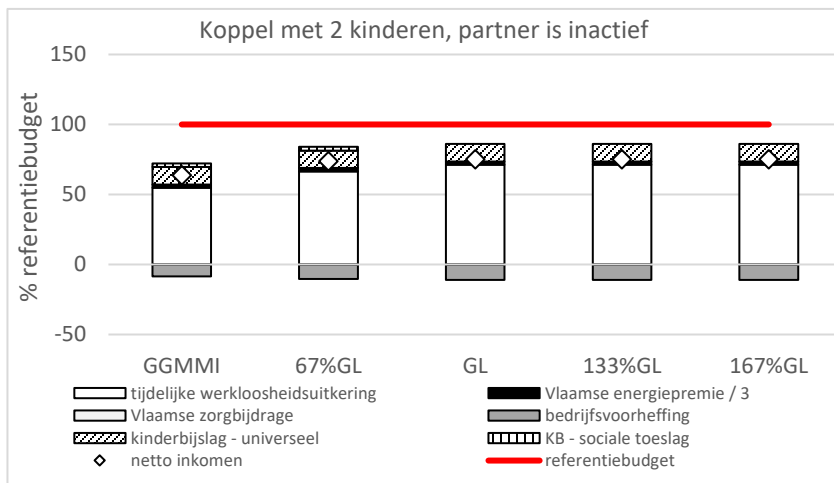 Koppel met 2 kinderen, partner is inactief
% referentiebudget
150
100
50
0
-50
GGMMI 67%GL GL 133%GL 167%GL
tijdelijke werkloosheidsuitkering Vlaamse energiepremie / 3
Vlaamse zorgbijdrage bedrijfsvoorheffing
kinderbijslag - universeel KB - sociale toeslag
netto inkomen referentiebudget